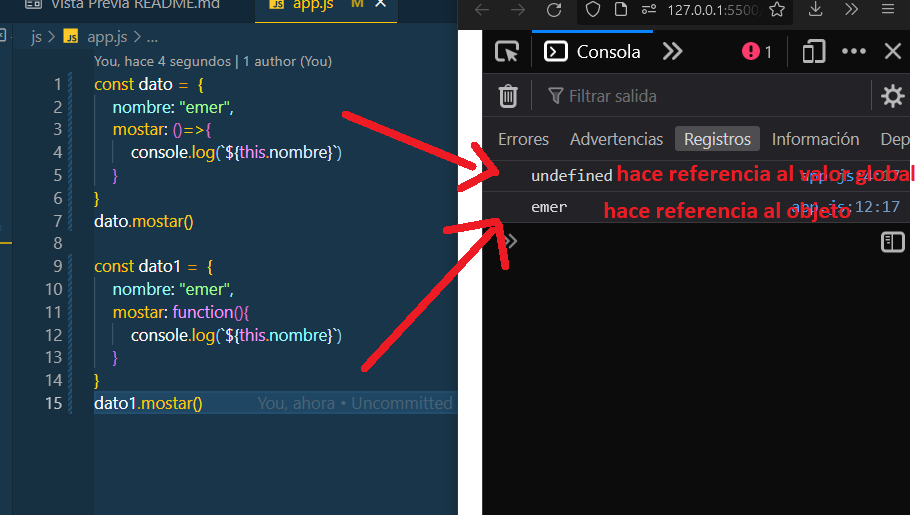 Vista Previa README.md
JS app.js M
127.0.0.1:5500
js > JS app.js > ...
Consola
1
You, hace 4 segundos | 1 author (You)
Filtrar salida
Errores Advertencias Registros Información Dep
1 const dato = {
2 nombre: "emer",
3 mostar: ()=>{
4 console.log(`${this.nombre}`)
5 }
6 }
7 dato.mostar()
8
9 const dato1 = {
10 nombre: "emer",
11 mostar: function(){
12 console.log(`${this.nombre}`)
13 }
14 }
15 dato1.mostar() You, ahora • Uncommitted
undefined app.js:4:17
hace referencia al valor global
emer app.js:12:17
hace referencia al objeto